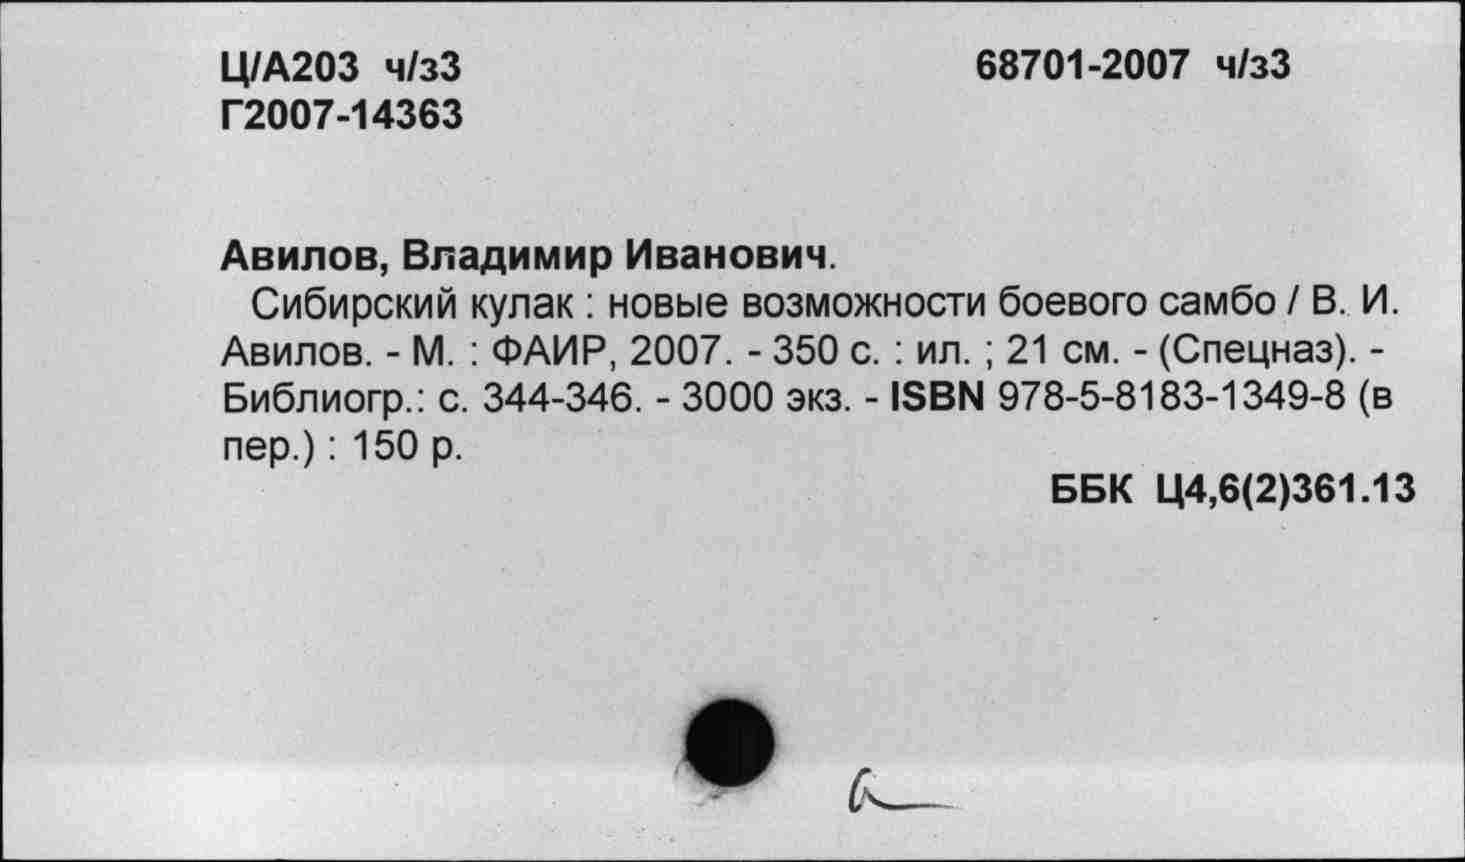 Ц/А203 ч/з3 68701-2007 ч/з3
Г2007-14363
Авилов, Владимир Иванович.
Сибирский кулак : новые возможности боевого самбо / В. И.
Авилов. - М. : ФАИР, 2007. - 350 с. : ил. ; 21 см. - (Спецназ). -
Библиогр.: с. 344-346. - 3000 экз. - ISBN 978-5-8183-1349-8 (в
пер.) : 150 р.
ББК Ц4,6(2)361.13